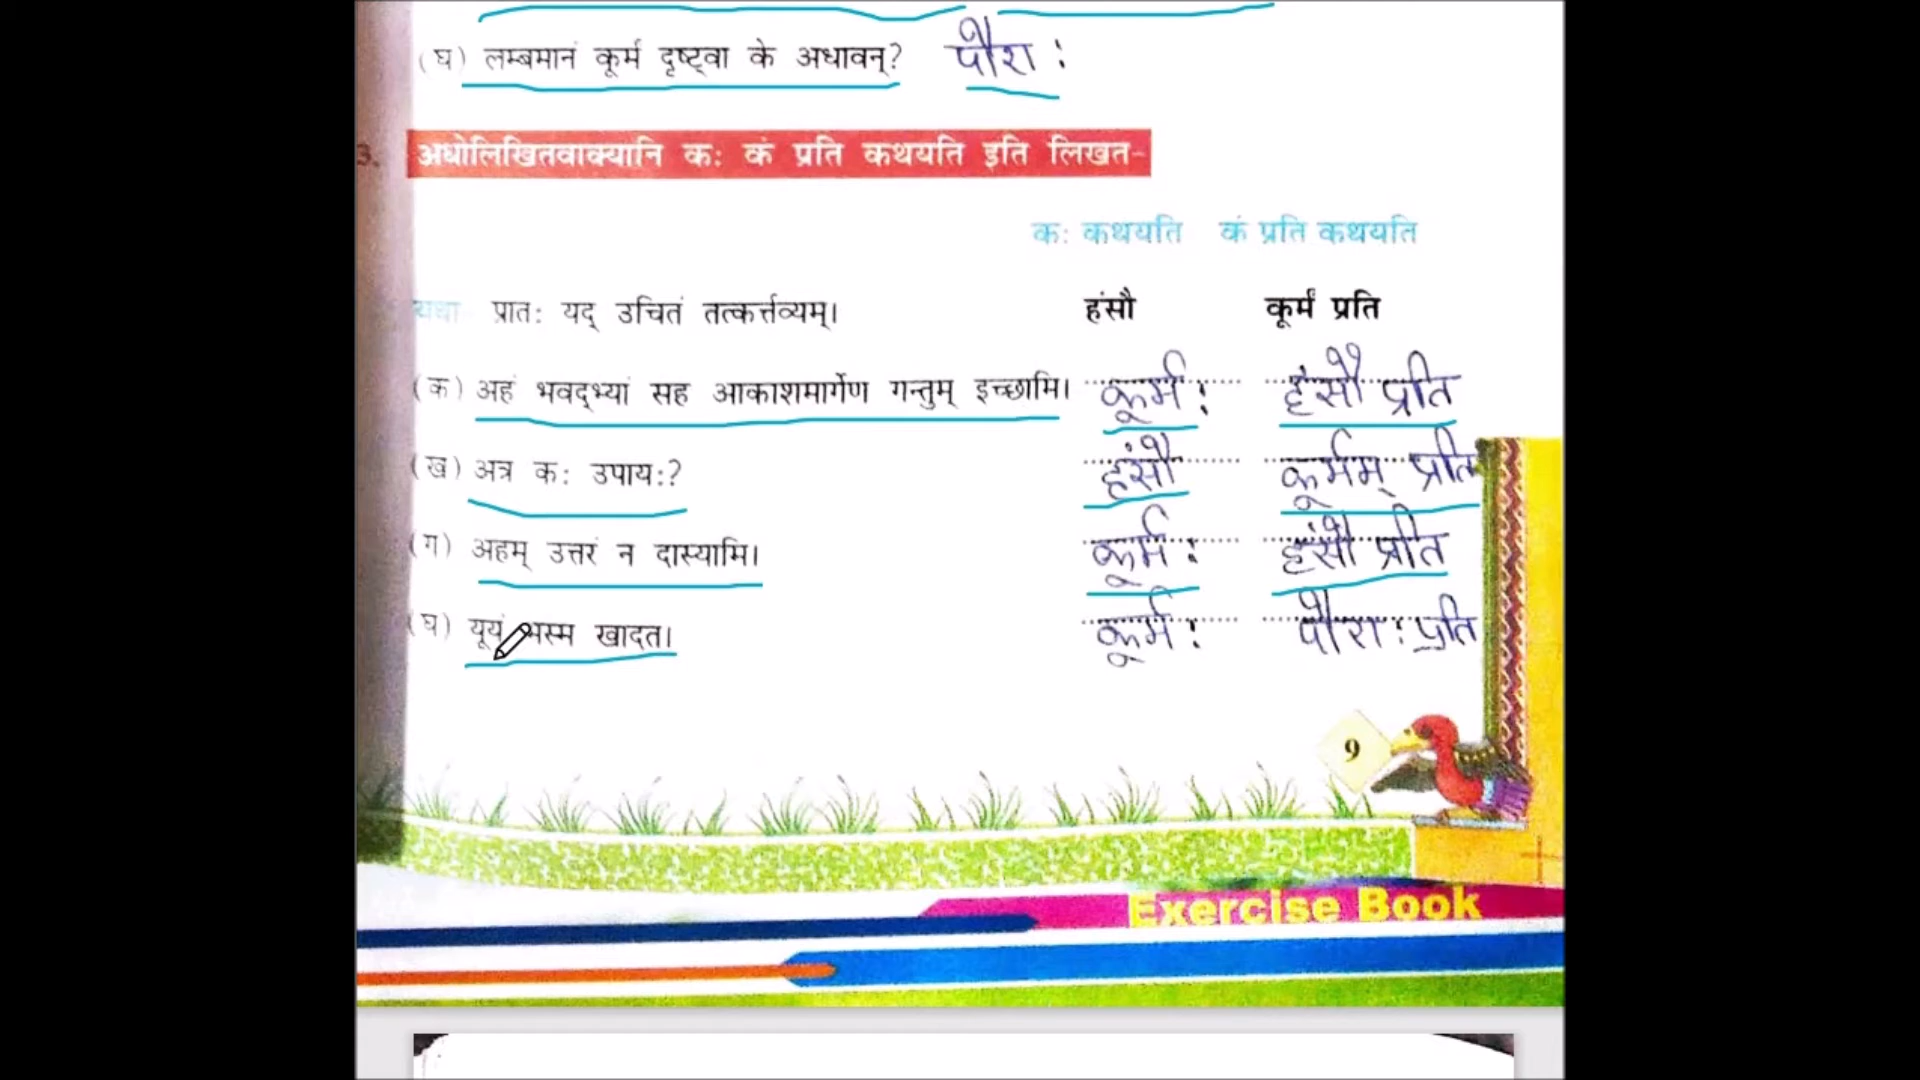 (घ) लम्बमानं कूर्मं दृष्ट्वा के अधावन्? पौरा:
3. अधोलिखितवाक्यानि क: कं प्रति कथयति इति लिखत-
क: कथयति कं प्रति कथयति
यथा- प्रात: यद् उचितं तत्कर्त्तव्यम्। हंसौ कूर्मं प्रति
(क) अहं भवद्भ्यां सह आकाशमार्गेण गन्तुम् इच्छामि। कूर्म: हंसौ प्रति
(ख) अत्र क: उपाय:? हंसौ कूर्मम् प्रति
(ग) अहम् उत्तरं न दास्यामि। कूर्म: हंसौ प्रति
(घ) यूयं भस्म खादत। कूर्म: पौरा: प्रति
9
Exercise Book